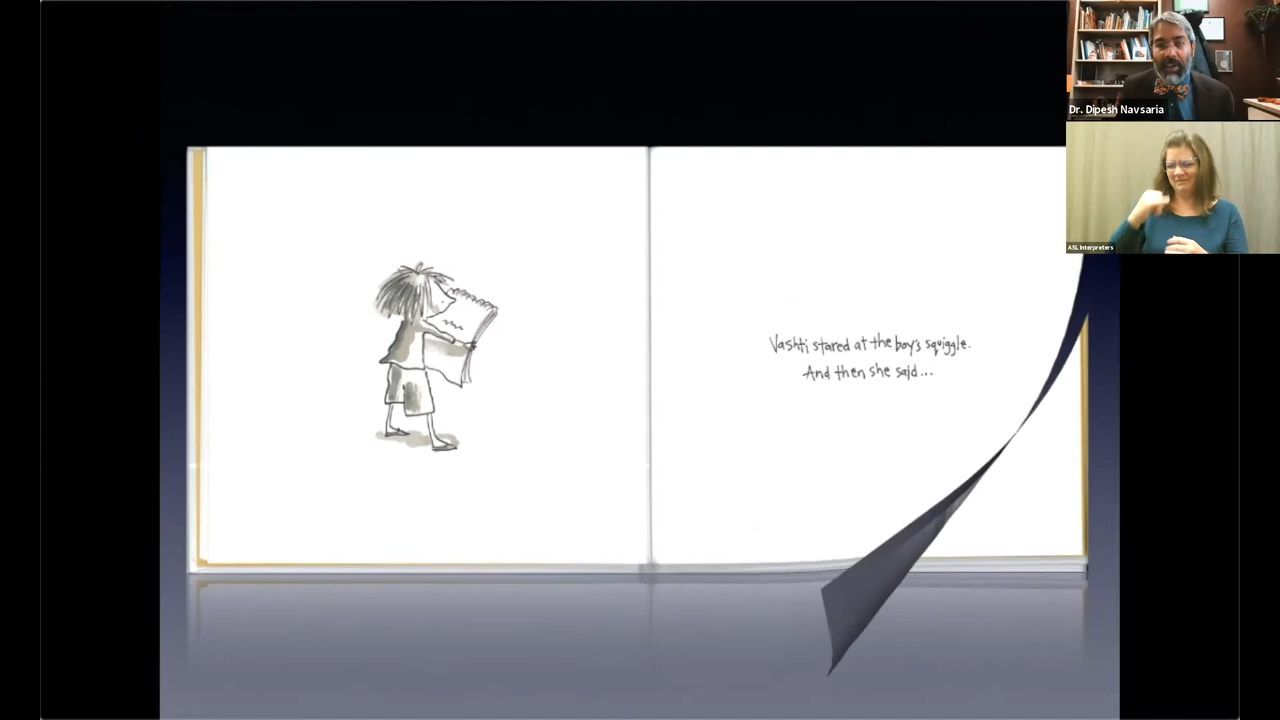 Dr. Dipesh Navsaria
ASL Interpreters
Vashti stared at the boy's squiggle.
And then she said...